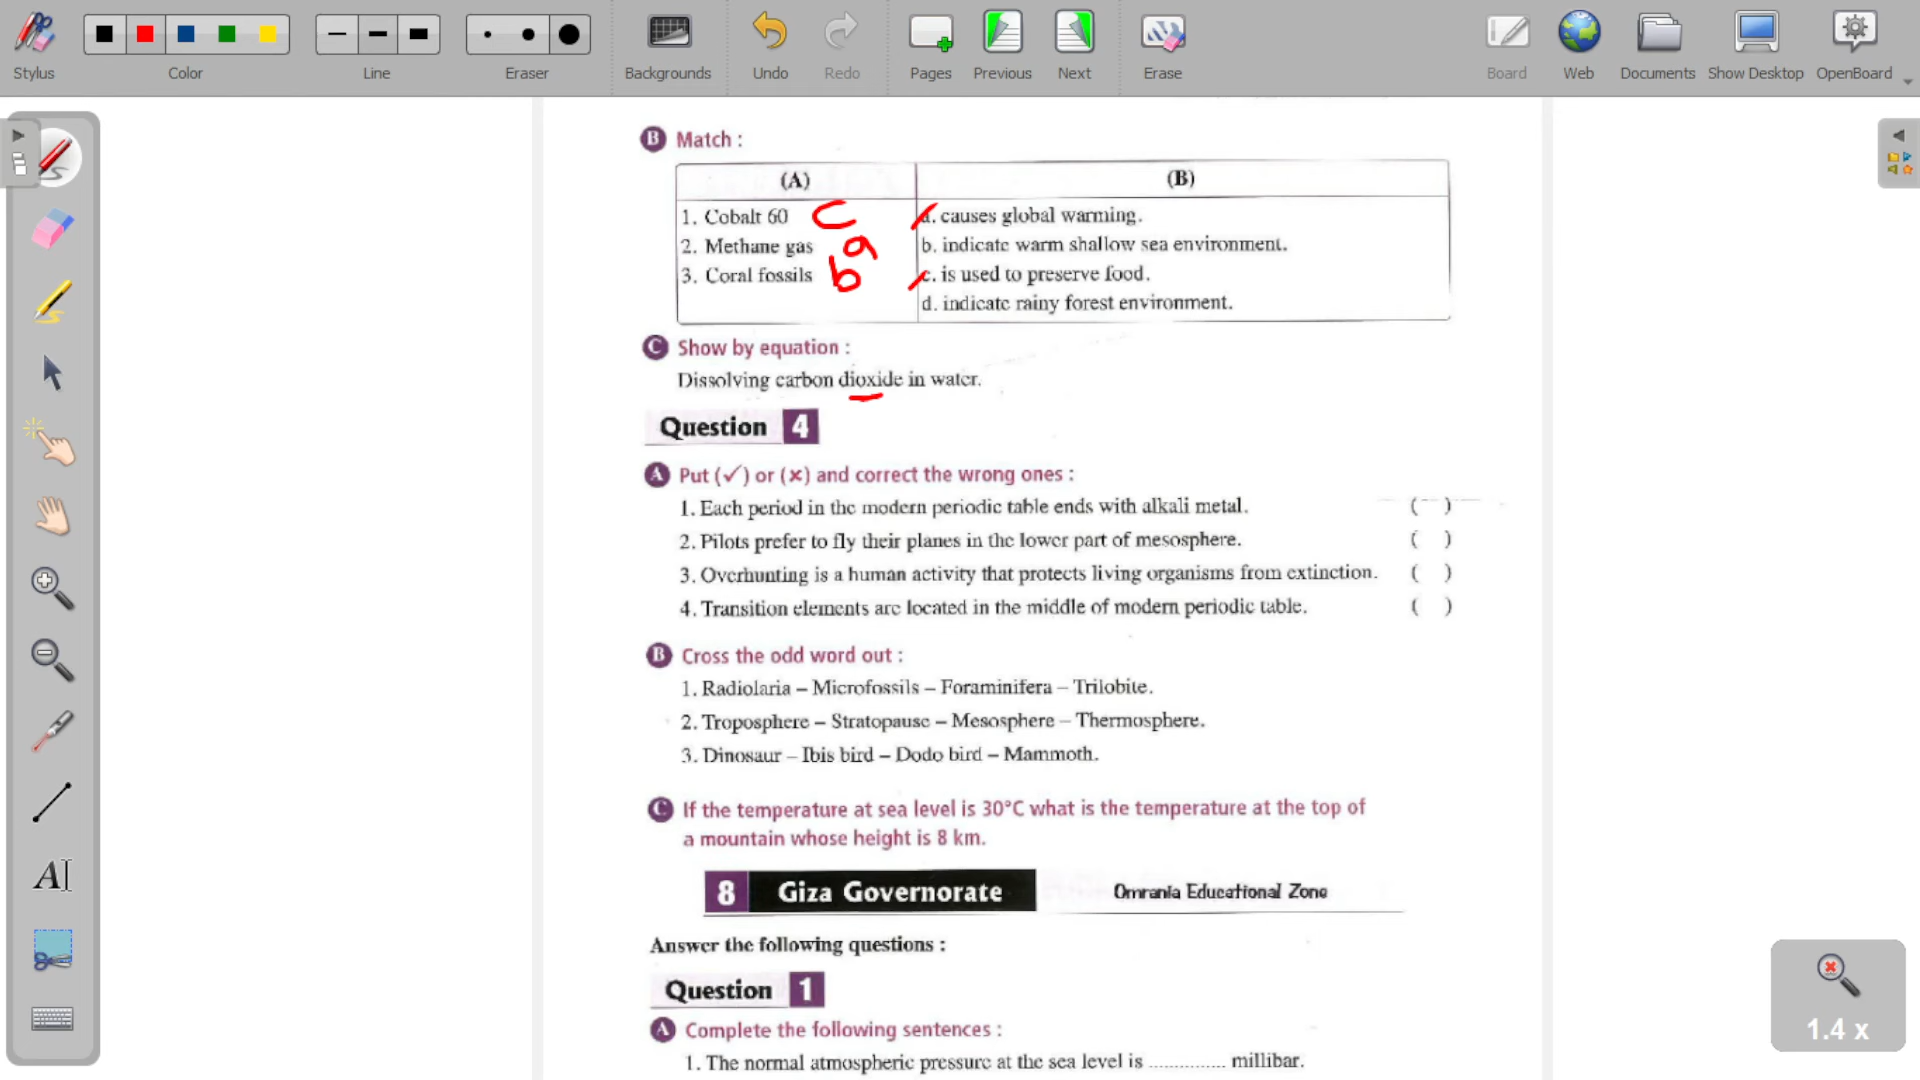 Stylus
Color
Line
Eraser
Backgrounds
Undo
Redo
Pages
Previous
Next
Erase
Board
Web
Documents
Show Desktop
OpenBoard
B Match :
(A) (B)
1. Cobalt 60 C a. causes global warming.
2. Methane gas a b. indicate warm shallow sea environment.
3. Coral fossils b c. is used to preserve food.
d. indicate rainy forest environment.
C Show by equation :
Dissolving carbon dioxide in water.
Question 4
A Put (✓) or (×) and correct the wrong ones :
1. Each period in the modern periodic table ends with alkali metal. ( )
2. Pilots prefer to fly their planes in the lower part of mesosphere. ( )
3. Overhunting is a human activity that protects living organisms from extinction. ( )
4. Transition elements are located in the middle of modern periodic table. ( )
B Cross the odd word out :
1. Radiolaria – Microfossils – Foraminifera – Trilobite.
2. Troposphere – Stratopause – Mesosphere – Thermosphere.
3. Dinosaur – Ibis bird – Dodo bird – Mammoth.
C If the temperature at sea level is 30°C what is the temperature at the top of
a mountain whose height is 8 km.
8 Giza Governorate Omrania Educational Zone
Answer the following questions :
Question 1
A Complete the following sentences :
1. The normal atmospheric pressure at the sea level is .............. millibar.
AI
1.4 x